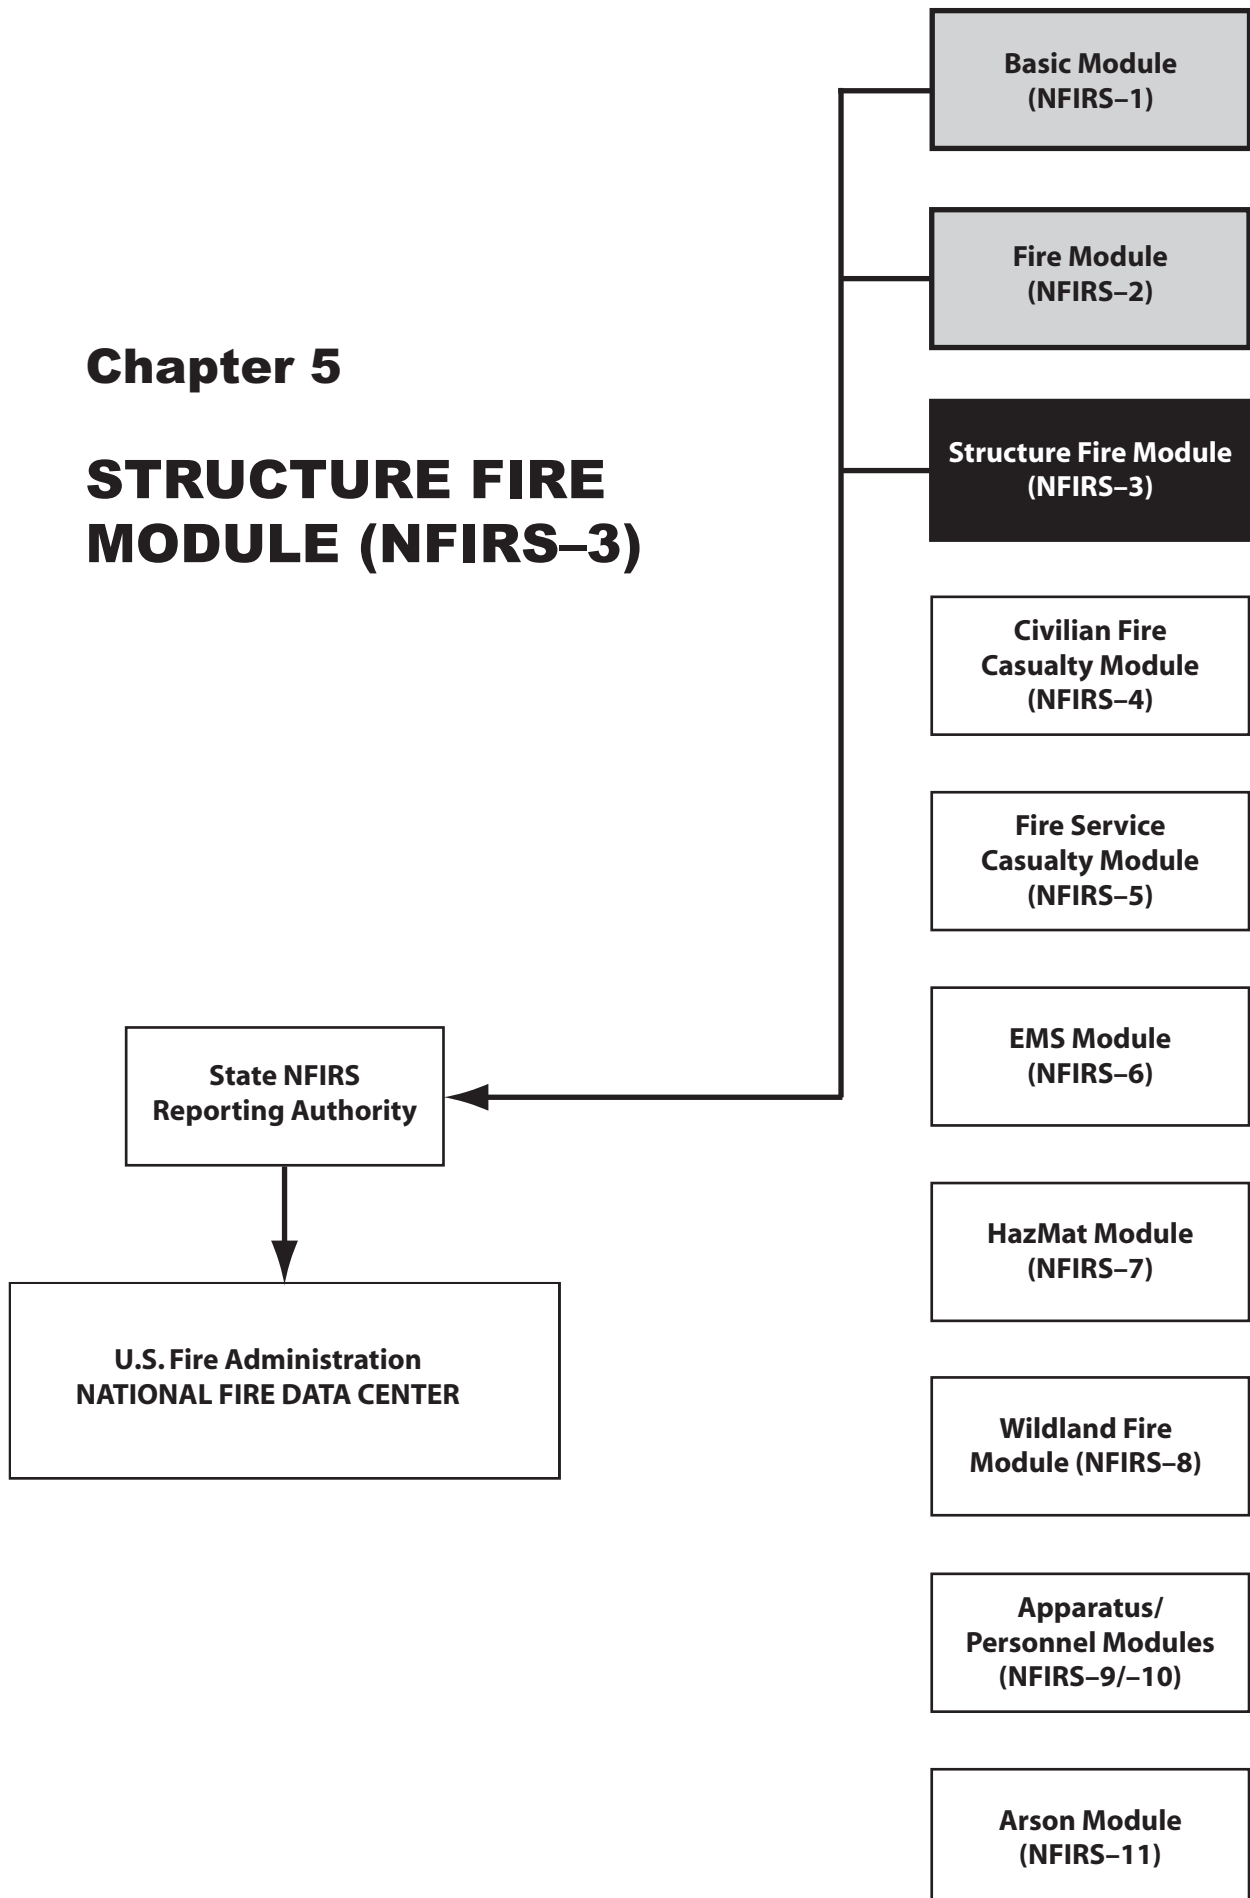 Chapter 5
STRUCTURE FIRE
MODULE (NFIRS–3)
Basic Module
(NFIRS–1)
Fire Module
(NFIRS–2)
Structure Fire Module
(NFIRS–3)
Civilian Fire
Casualty Module
(NFIRS–4)
Fire Service
Casualty Module
(NFIRS–5)
EMS Module
(NFIRS–6)
HazMat Module
(NFIRS–7)
Wildland Fire
Module (NFIRS–8)
Apparatus/
Personnel Modules
(NFIRS–9/–10)
Arson Module
(NFIRS–11)
State NFIRS
Reporting Authority
U.S. Fire Administration
NATIONAL FIRE DATA CENTER